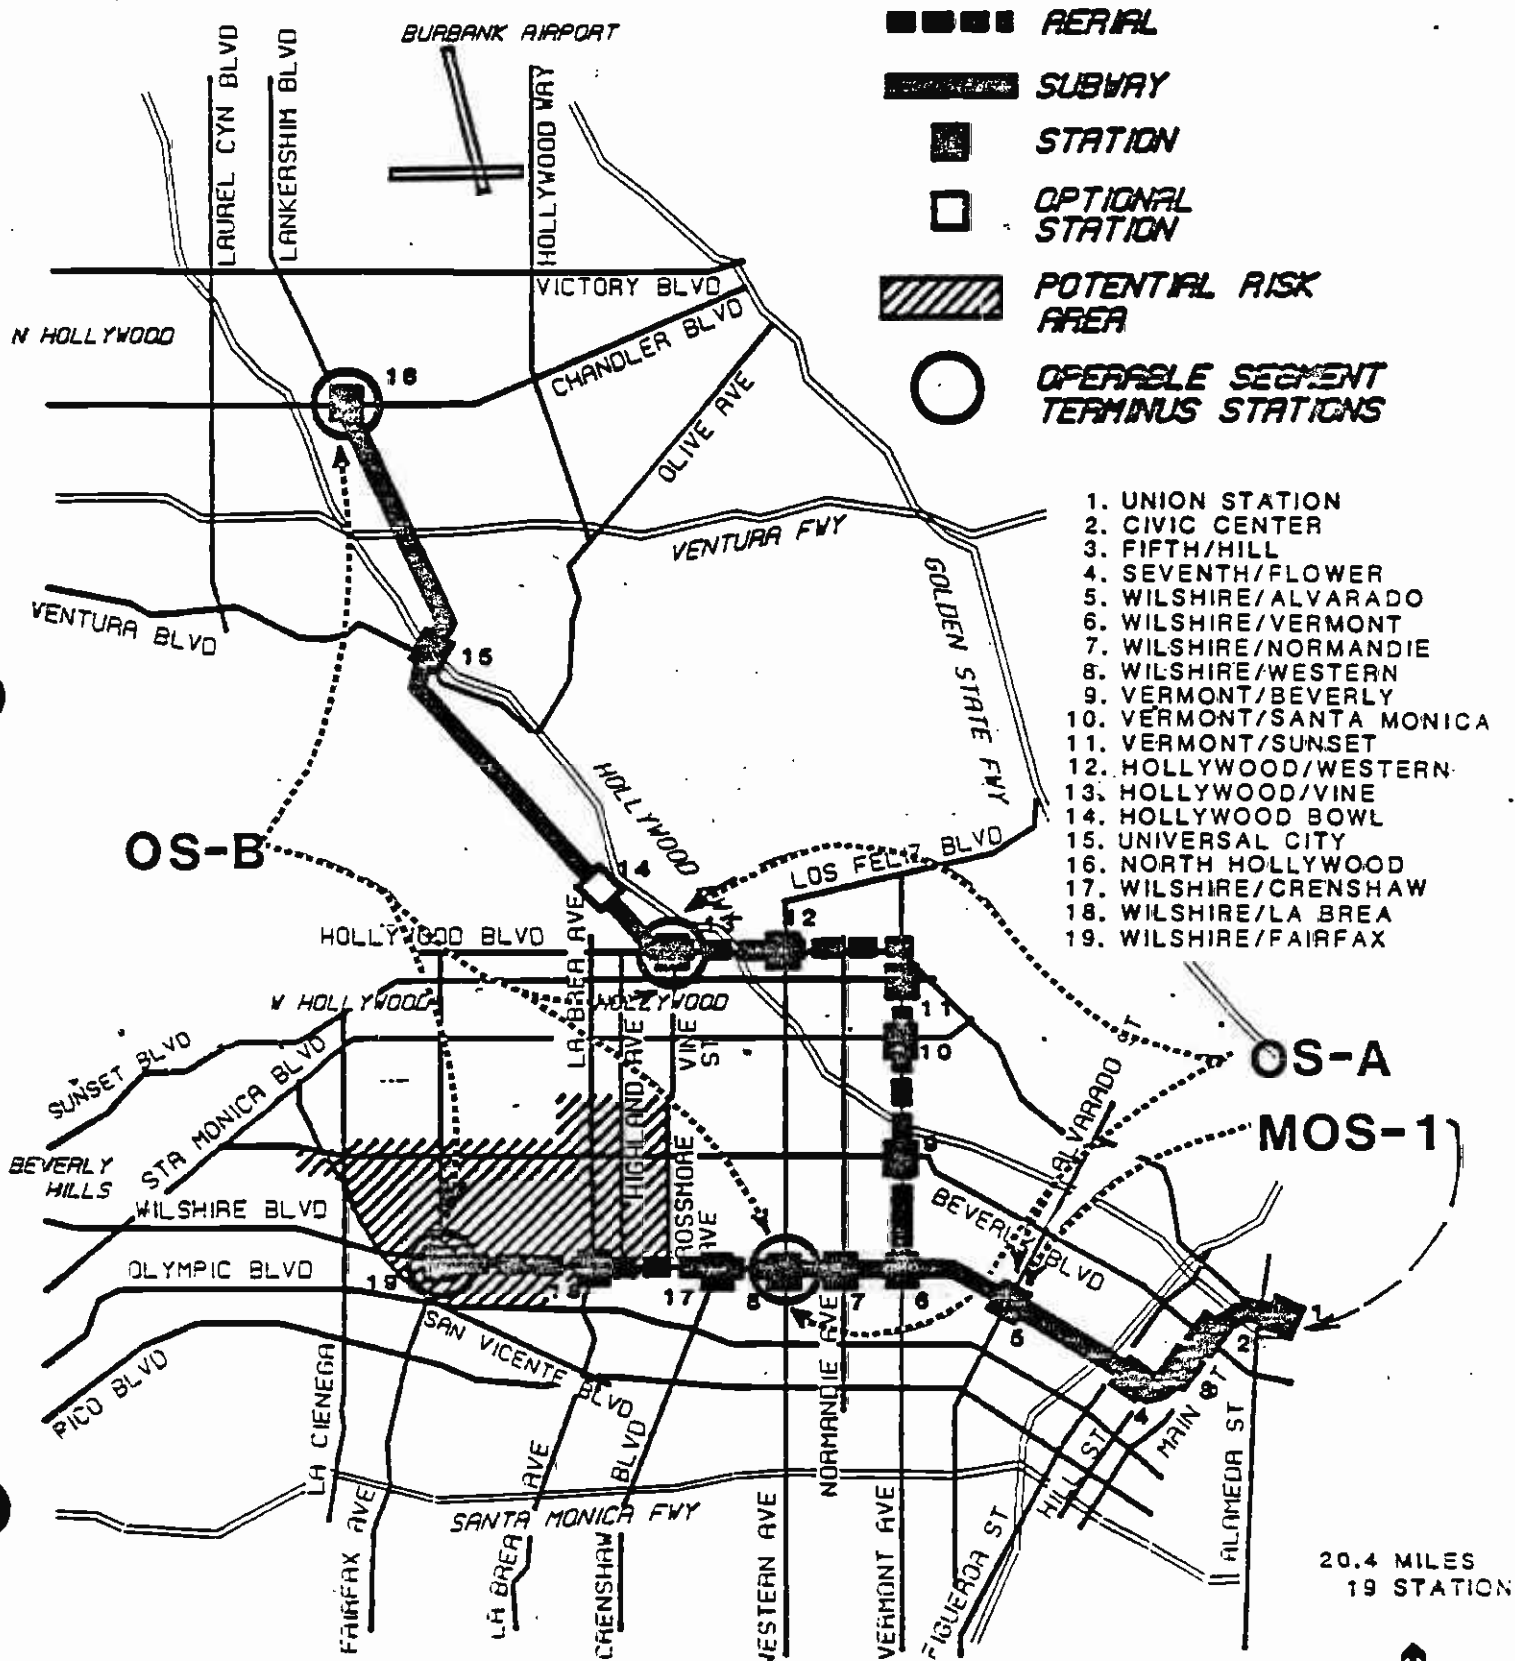 BURBANK AIRPORT
LAUREL CYN BLVD
LANKERSHIM BLVD
HOLLYWOOD WAY
AERIAL
SUBWAY
STATION
OPTIONAL
STATION
POTENTIAL RISK
AREA
OPERABLE SEGMENT
TERMINUS STATIONS
VICTORY BLVD
CHANDLER BLVD
N HOLLYWOOD
16
OLIVE AVE
VENTURA FWY
GOLDEN STATE FWY
VENTURA BLVD
15
1. UNION STATION
2. CIVIC CENTER
3. FIFTH/HILL
4. SEVENTH/FLOWER
5. WILSHIRE/ALVARADO
6. WILSHIRE/VERMONT
7. WILSHIRE/NORMANDIE
8. WILSHIRE/WESTERN
9. VERMONT/BEVERLY
10. VERMONT/SANTA MONICA
11. VERMONT/SUNSET
12. HOLLYWOOD/WESTERN
13. HOLLYWOOD/VINE
14. HOLLYWOOD BOWL
15. UNIVERSAL CITY
16. NORTH HOLLYWOOD
17. WILSHIRE/CRENSHAW
18. WILSHIRE/LA BREA
19. WILSHIRE/FAIRFAX
HOLLYWOOD
OS-B
14
LOS FELIZ BLVD
12
HOLLYWOOD BLVD
LA BREA AVE
W HOLLYWOOD
HOLLYWOOD
11
10
SUNSET BLVD
STA MONICA BLVD
HIGHLAND AVE
VINE ST
ALVARADO ST
OS-A
MOS-1
BEVERLY
HILLS
ROSSMORE AVE
9
BEVERLY BLVD
WILSHIRE BLVD
OLYMPIC BLVD
19
17
8
7
6
5
4
2
1
SAN VICENTE BLVD
PICO BLVD
LA CIENEGA
NORMANDIE AVE
MAIN ST
HILL ST
ALAMEDA ST
FAIRFAX AVE
LA BREA AVE
CRENSHAW BLVD
SANTA MONICA FWY
WESTERN AVE
VERMONT AVE
FIGUEROA ST
20.4 MILES
19 STATION